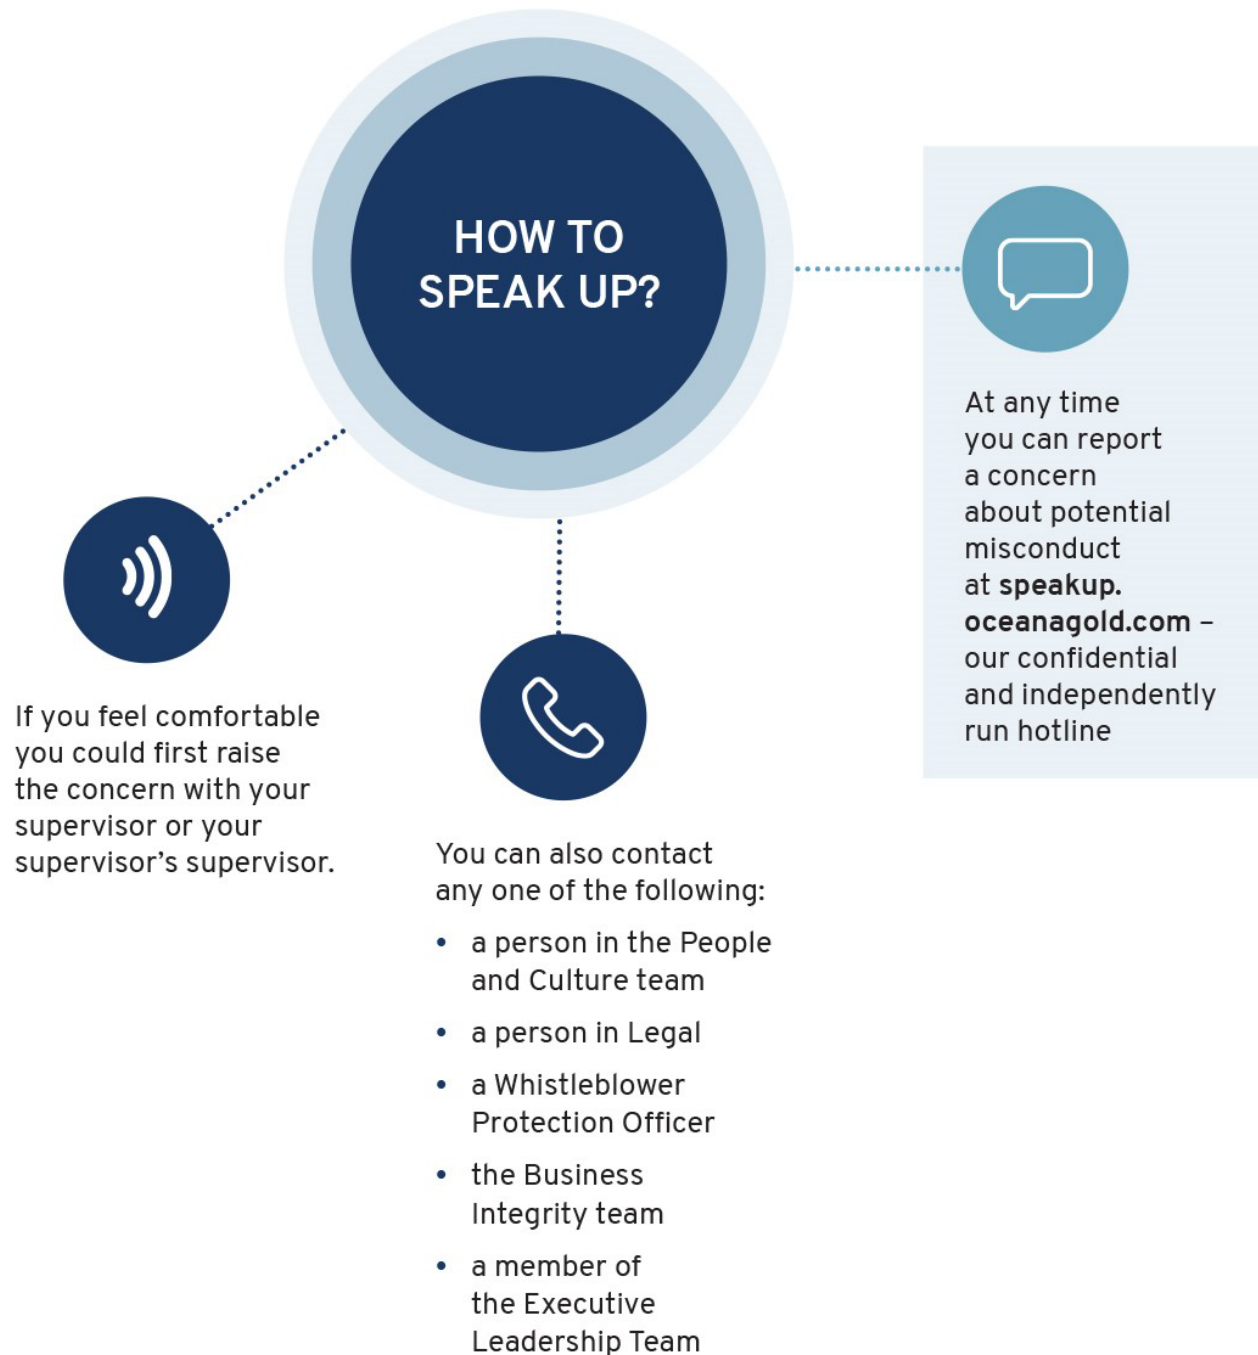 HOW TO
SPEAK UP?
If you feel comfortable
you could first raise
the concern with your
supervisor or your
supervisor’s supervisor.
You can also contact
any one of the following:
• a person in the People
and Culture team
• a person in Legal
• a Whistleblower
Protection Officer
• the Business
Integrity team
• a member of
the Executive
Leadership Team
At any time
you can report
a concern
about potential
misconduct
at speakup.
oceanagold.com –
our confidential
and independently
run hotline